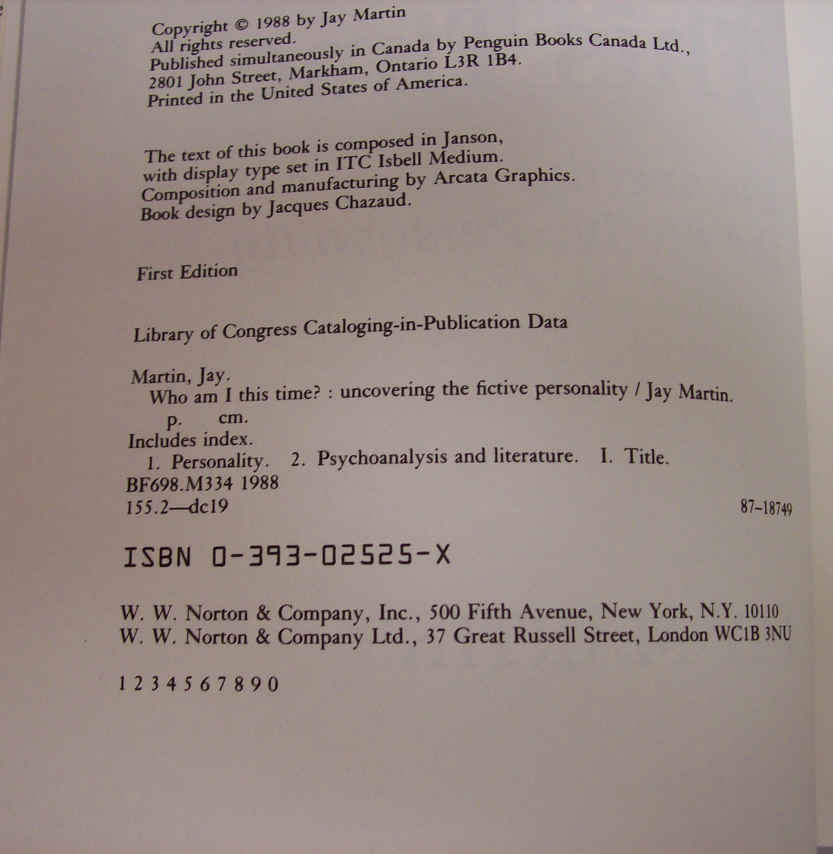 Copyright © 1988 by Jay Martin
All rights reserved.
Published simultaneously in Canada by Penguin Books Canada Ltd.,
2801 John Street, Markham, Ontario L3R 1B4.
Printed in the United States of America.
The text of this book is composed in Janson,
with display type set in ITC Isbell Medium.
Composition and manufacturing by Arcata Graphics.
Book design by Jacques Chazaud.
First Edition
Library of Congress Cataloging-in-Publication Data
Martin, Jay.
Who am I this time? : uncovering the fictive personality / Jay Martin.
p. cm.
Includes index.
1. Personality. 2. Psychoanalysis and literature. I. Title.
BF698.M334 1988
155.2—dc19 87-18749
ISBN 0-393-02525-X
W. W. Norton & Company, Inc., 500 Fifth Avenue, New York, N.Y. 10110
W. W. Norton & Company Ltd., 37 Great Russell Street, London WC1B 3NU
1 2 3 4 5 6 7 8 9 0